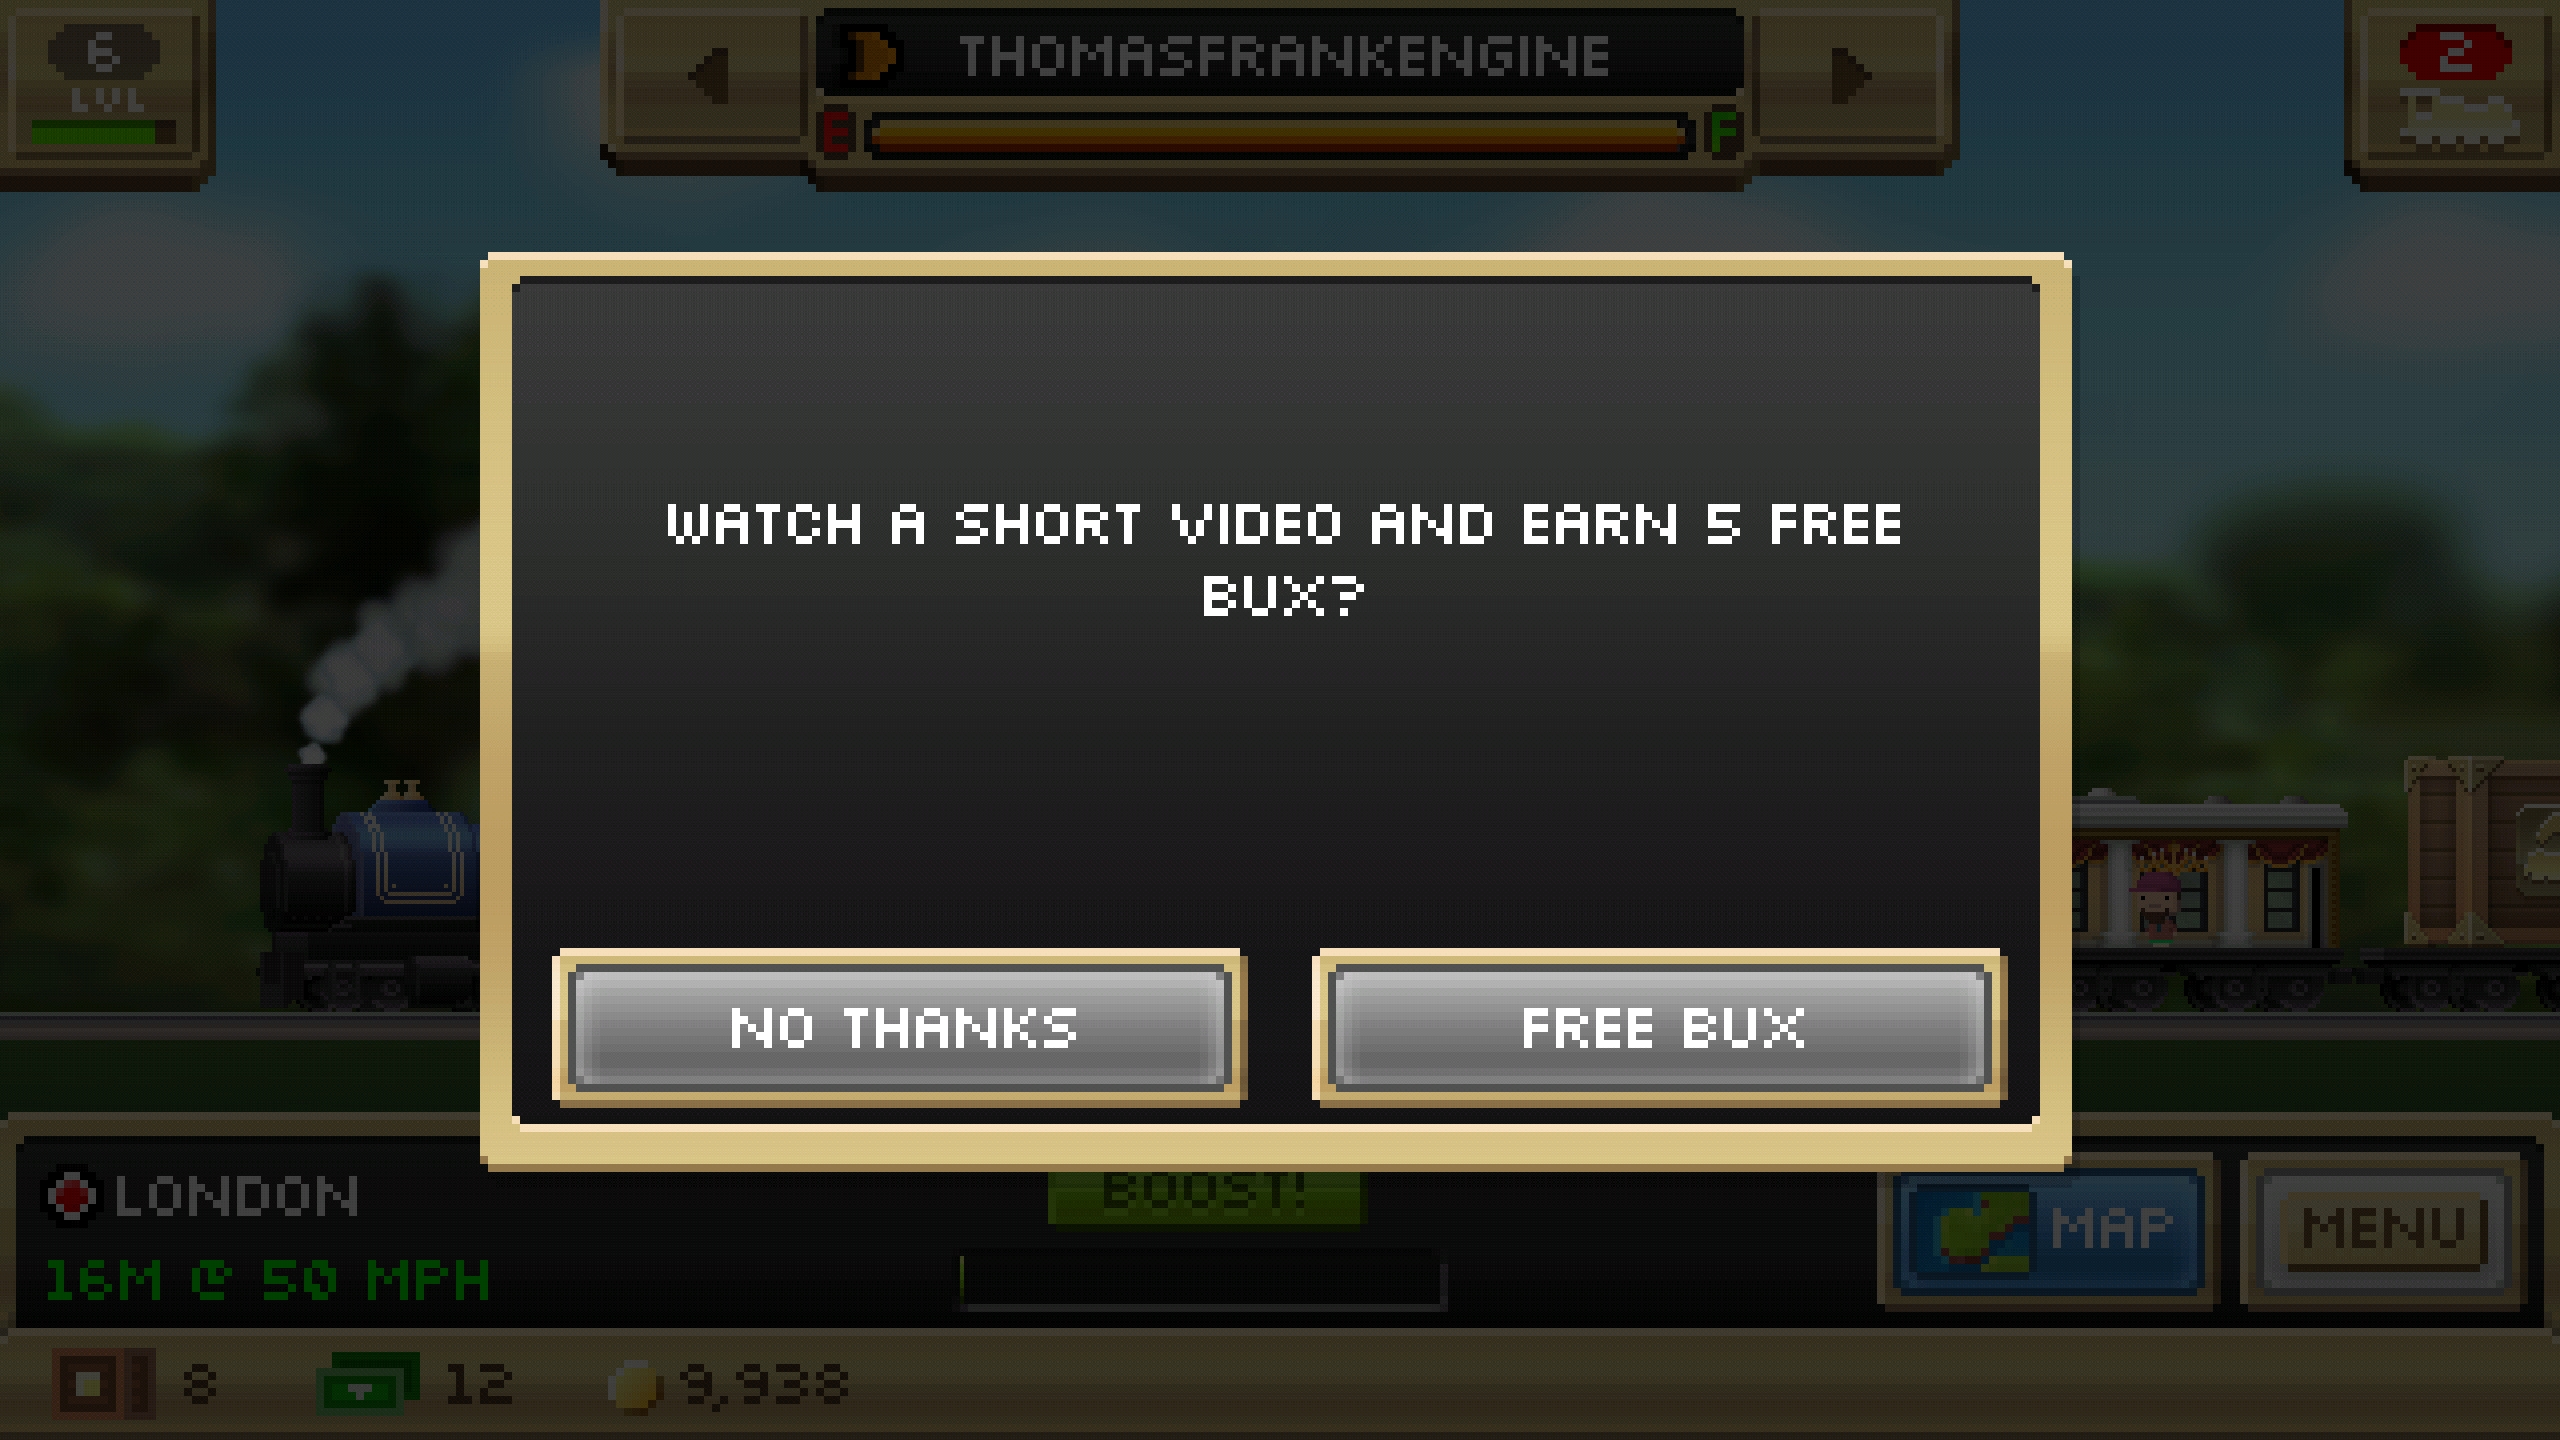 6
LVL
THOMASFRANKENGINE
E F
2
WATCH A SHORT VIDEO AND EARN 5 FREE
BUX?
NO THANKS
FREE BUX
LONDON
16M @ 50 MPH
BOOST!
MAP
MENU
8
12
9,938